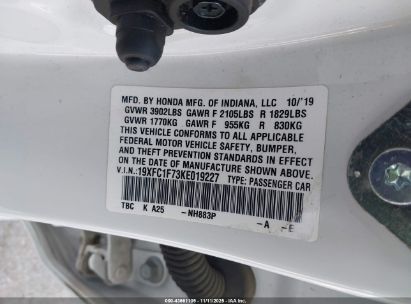 MFD. BY HONDA MFG. OF INDIANA, LLC 10/'19
GVWR 3902LBS GAWR F 2105LBS R 1829LBS
GVWR 1770KG GAWR F 955KG R 830KG
THIS VEHICLE CONFORMS TO ALL APPLICABLE
FEDERAL MOTOR VEHICLE SAFETY, BUMPER,
AND THEFT PREVENTION STANDARDS IN EFFECT
ON THE DATE OF MANUFACTURE SHOWN ABOVE.
V.I.N.:19XFC1F73KE019227 TYPE: PASSENGER CAR
TBC K A25 -NH883P -A -E